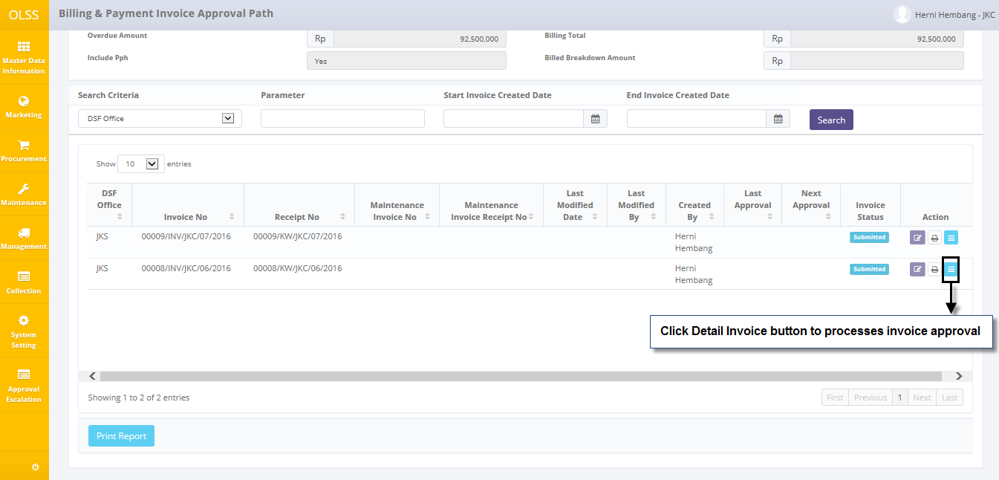 OLSS
Billing & Payment Invoice Approval Path
Herni Hembang - JKC
Master Data
Information
Marketing
Procurement
Maintenance
Management
Collection
System
Setting
Approval
Escalation
Overdue Amount
Rp
92,500,000
Billing Total
Rp
92,500,000
Include Pph
Yes
Billed Breakdown Amount
Rp
Search Criteria
Parameter
Start Invoice Created Date
End Invoice Created Date
DSF Office
Search
Show 10 entries
DSF
Office
Invoice No
Receipt No
Maintenance
Invoice No
Maintenance
Invoice Receipt No
Last
Modified
Date
Last
Modified
By
Created
By
Last
Approval
Next
Approval
Invoice
Status
Action
JKS
00009/INV/JKC/07/2016
00009/KW/JKC/07/2016
Herni
Hembang
Submitted
JKS
00008/INV/JKC/06/2016
00008/KW/JKC/06/2016
Herni
Hembang
Submitted
Click Detail Invoice button to processes invoice approval
Showing 1 to 2 of 2 entries
First
Previous
1
Next
Last
Print Report